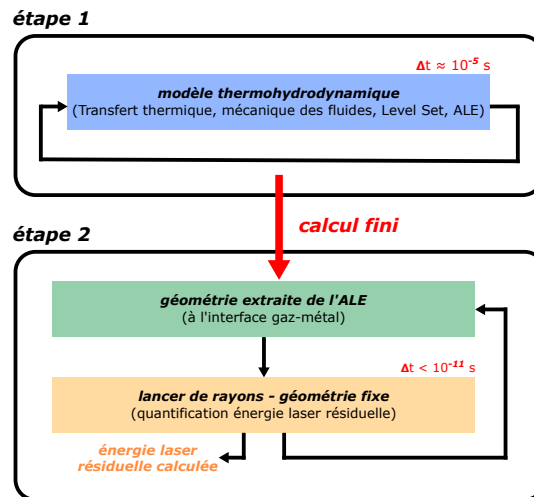 étape 1
Δt ≈ 10⁻⁵ s
modèle thermohydrodynamique
(Transfert thermique, mécanique des fluides, Level Set, ALE)
calcul fini
étape 2
géométrie extraite de l'ALE
(à l'interface gaz-métal)
Δt < 10⁻¹¹ s
lancer de rayons - géométrie fixe
(quantification énergie laser résiduelle)
énergie laser
résiduelle calculée